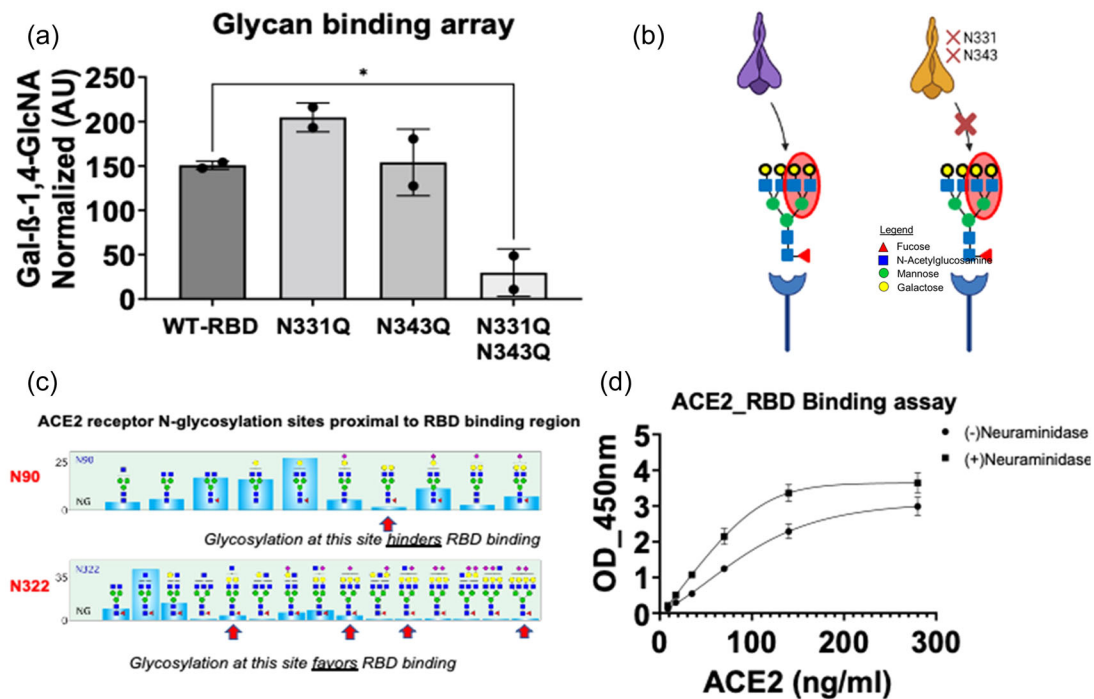 (a)
Glycan binding array
Gal-ß-1,4-GlcNA
Normalized (AU)
250
200
150
100
50
0
*
WT-RBD
N331Q
N343Q
N331Q
N343Q
(b)
N331
N343
Legend
Fucose
N-Acetylglucosamine
Mannose
Galactose
(c)
ACE2 receptor N-glycosylation sites proximal to RBD binding region
N90
25
N90
NG
0
Glycosylation at this site hinders RBD binding
N322
35
N322
NG
0
Glycosylation at this site favors RBD binding
(d)
ACE2_RBD Binding assay
OD_450nm
5
4
3
2
1
0
0
100
200
300
ACE2 (ng/ml)
(-)Neuraminidase
(+)Neuraminidase